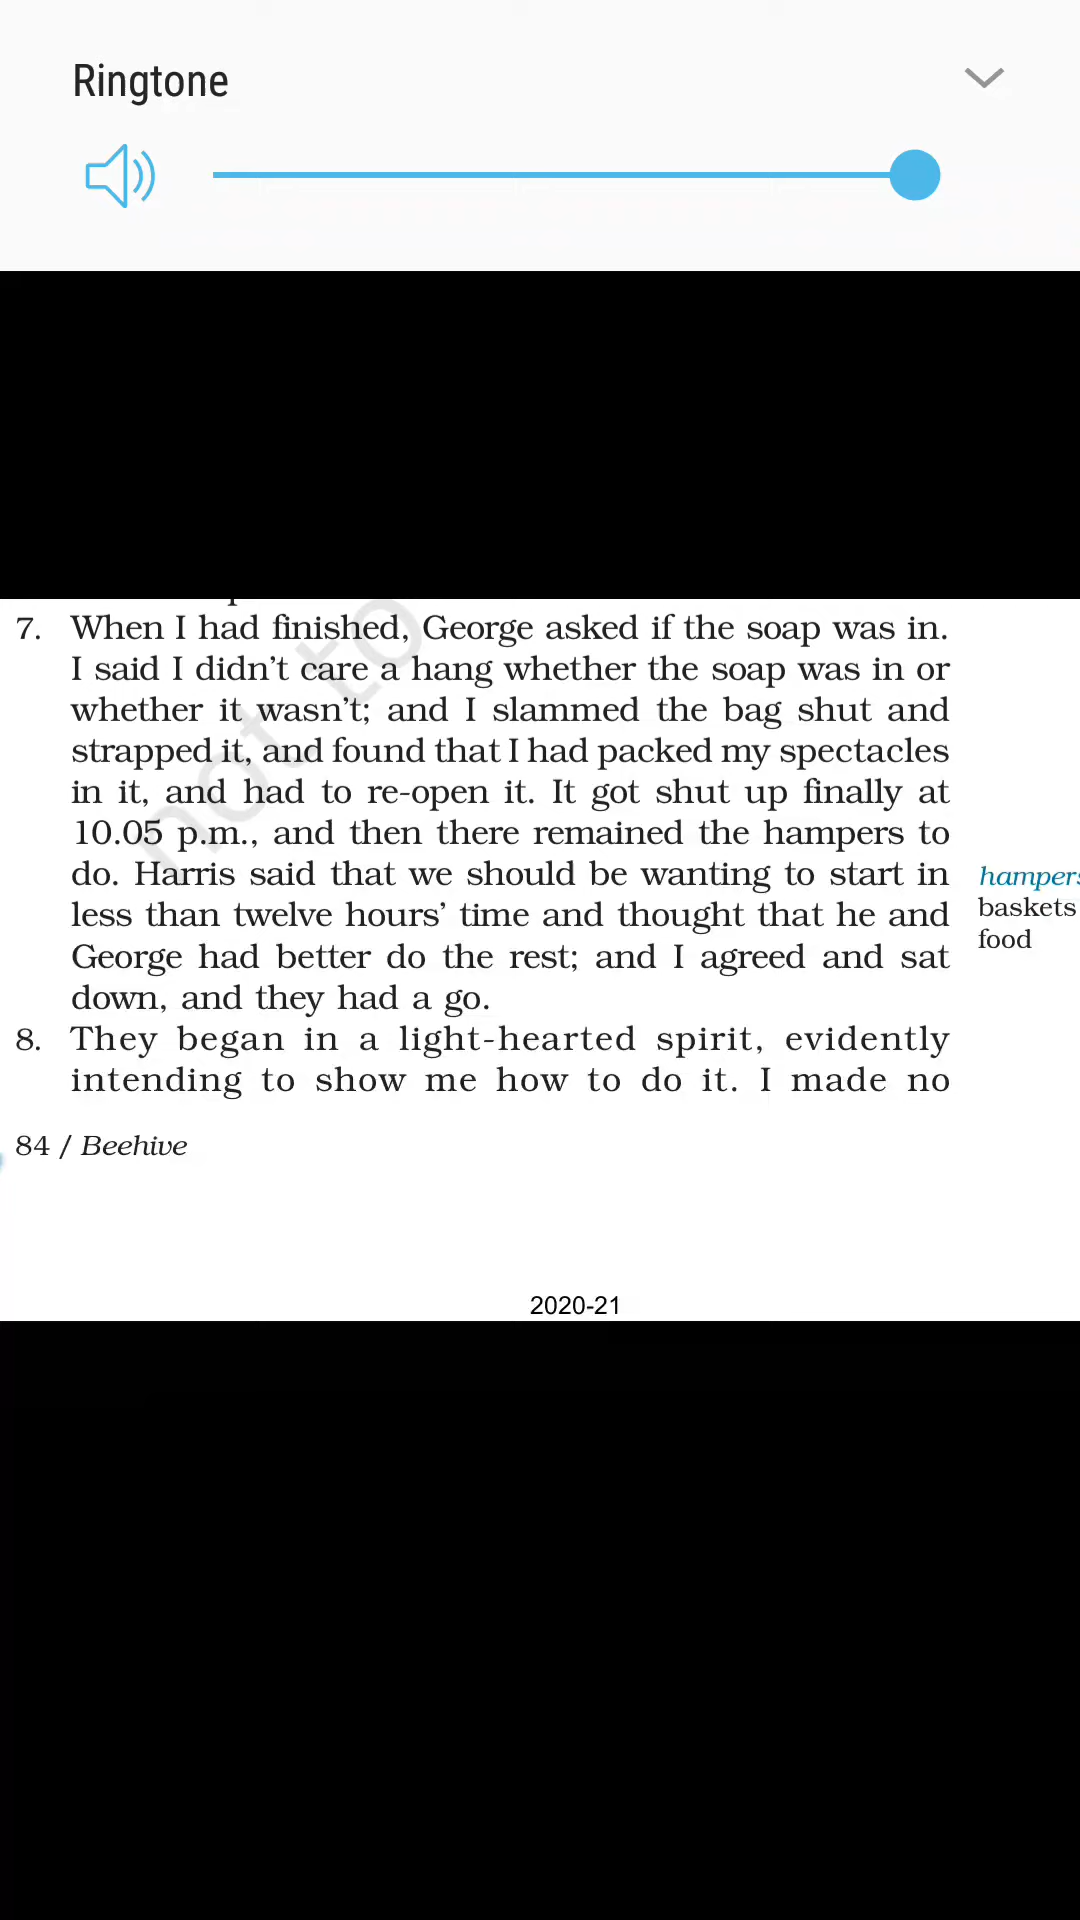 Ringtone
7. When I had finished, George asked if the soap was in.
I said I didn't care a hang whether the soap was in or
whether it wasn't; and I slammed the bag shut and
strapped it, and found that I had packed my spectacles
in it, and had to re-open it. It got shut up finally at
10.05 p.m., and then there remained the hampers to
do. Harris said that we should be wanting to start in
less than twelve hours' time and thought that he and
George had better do the rest; and I agreed and sat
down, and they had a go.
hampers
baskets
food
8. They began in a light-hearted spirit, evidently
intending to show me how to do it. I made no
84 / Beehive
2020-21
not to